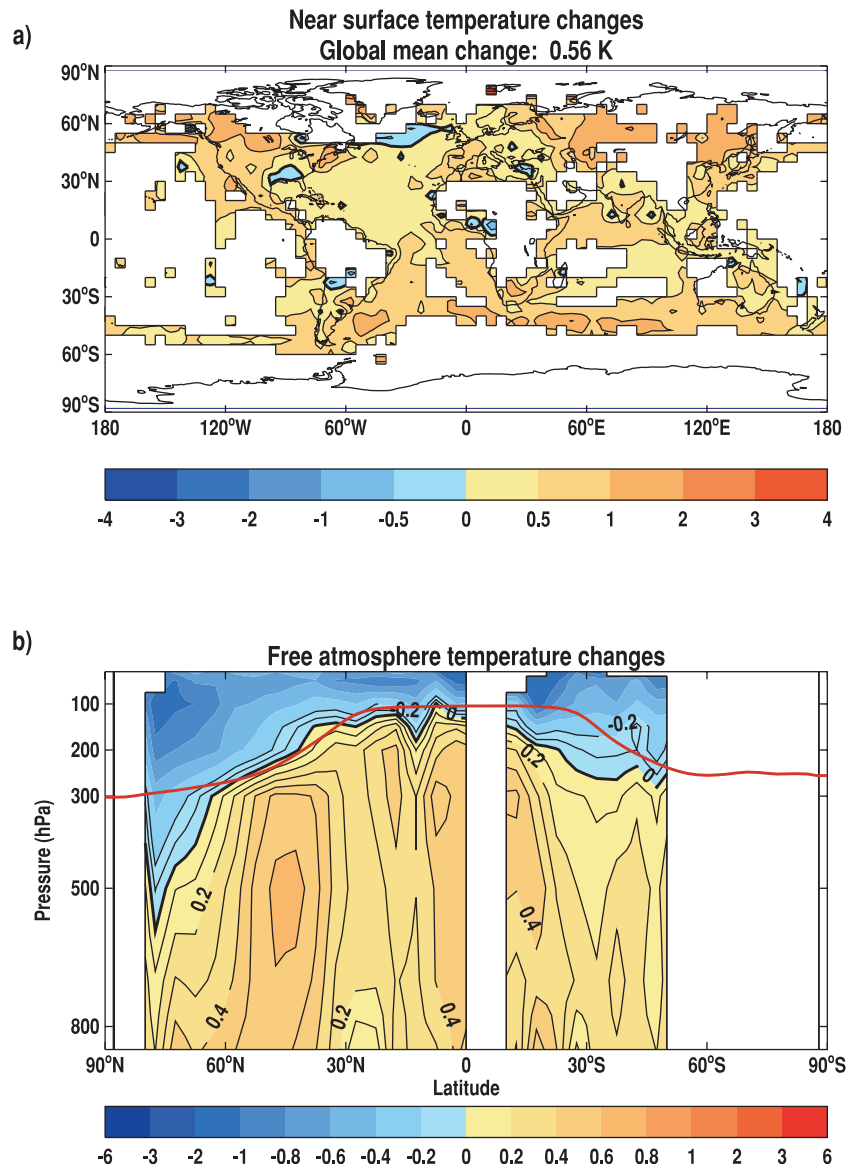 a)
Near surface temperature changes
Global mean change: 0.56 K
90°N
60°N
30°N
0
30°S
60°S
90°S
180 120°W 60°W 0 60°E 120°E 180
-4 -3 -2 -1 -0.5 0 0.5 1 2 3 4
b)
Free atmosphere temperature changes
100
200
300
500
800
Pressure (hPa)
-0.2 0
-0.2
0.2
0
0.2
0.4
0.4
0.2
0.4
90°N 60°N 30°N 0 30°S 60°S 90°S
Latitude
-6 -3 -2 -1 -0.8 -0.6 -0.4 -0.2 0 0.2 0.4 0.6 0.8 1 2 3 6